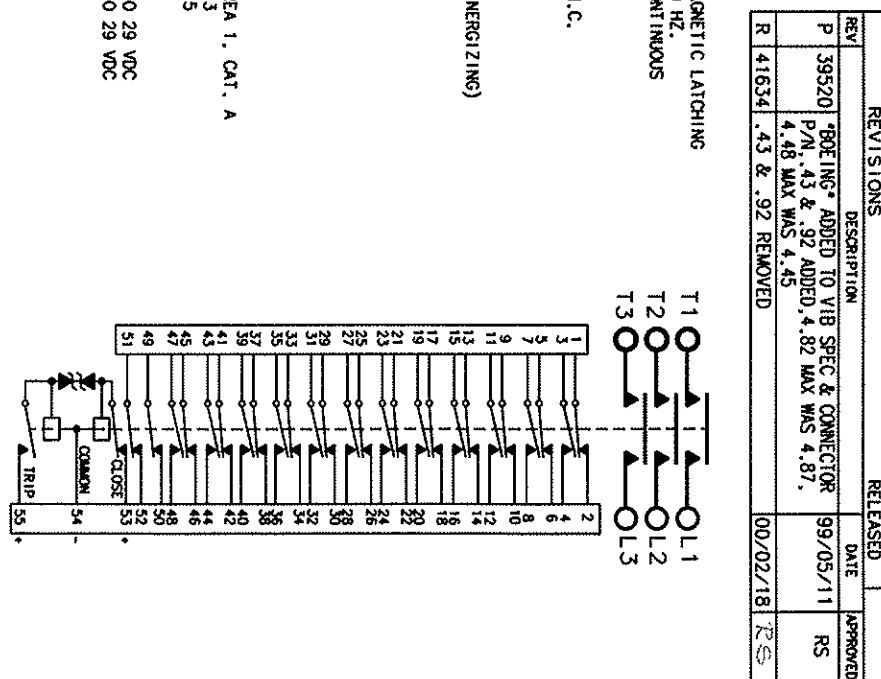 REVISIONS
RELEASED
REV DESCRIPTION DATE APPROVED
P 39520 "BOEING" ADDED TO VIB SPEC & CONNECTOR 99/05/11 RS
P/N, .43 & .92 ADDED,4.82 MAX WAS 4.87,
4.48 MAX WAS 4.45
R 41634 .43 & .92 REMOVED 00/02/18 RS
AGNETIC LATCHING
HZ.
NTINUOUS
.C.
NERGIZING)
EA 1. CAT. A
3
5
O 29 VDC
O 29 VDC
T1 L1
T2 L2
T3 L3
1 2
3 4
5 6
7 8
9 10
11 12
13 14
15 16
17 18
19 20
21 22
23 24
25 26
27 28
29 30
31 32
33 34
35 36
37 38
39 40
41 42
43 44
45 46
47 48
49 50
51 52
CLOSE 53 +
COMMON 54 -
TRIP 55 +